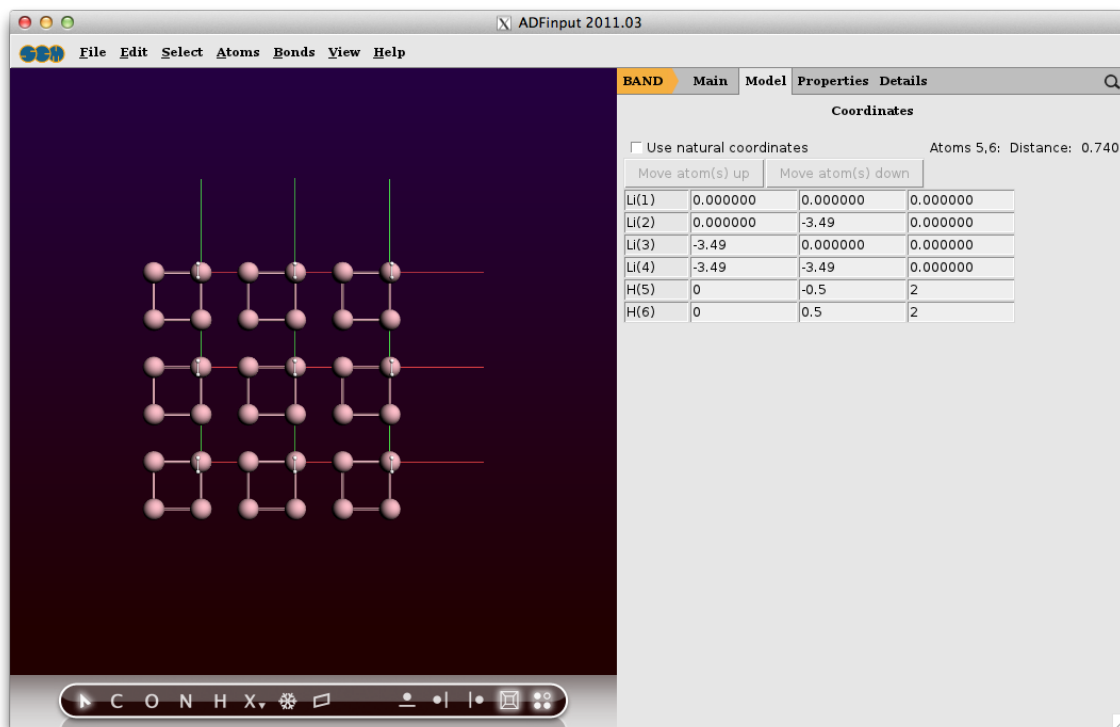 X ADFinput 2011.03
SCM File Edit Select Atoms Bonds View Help
BAND Main Model Properties Details
Coordinates
Use natural coordinates Atoms 5,6: Distance: 0.740
Move atom(s) up Move atom(s) down
Li(1) 0.000000 0.000000 0.000000
Li(2) 0.000000 -3.49 0.000000
Li(3) -3.49 0.000000 0.000000
Li(4) -3.49 -3.49 0.000000
H(5) 0 -0.5 2
H(6) 0 0.5 2
C O N H X